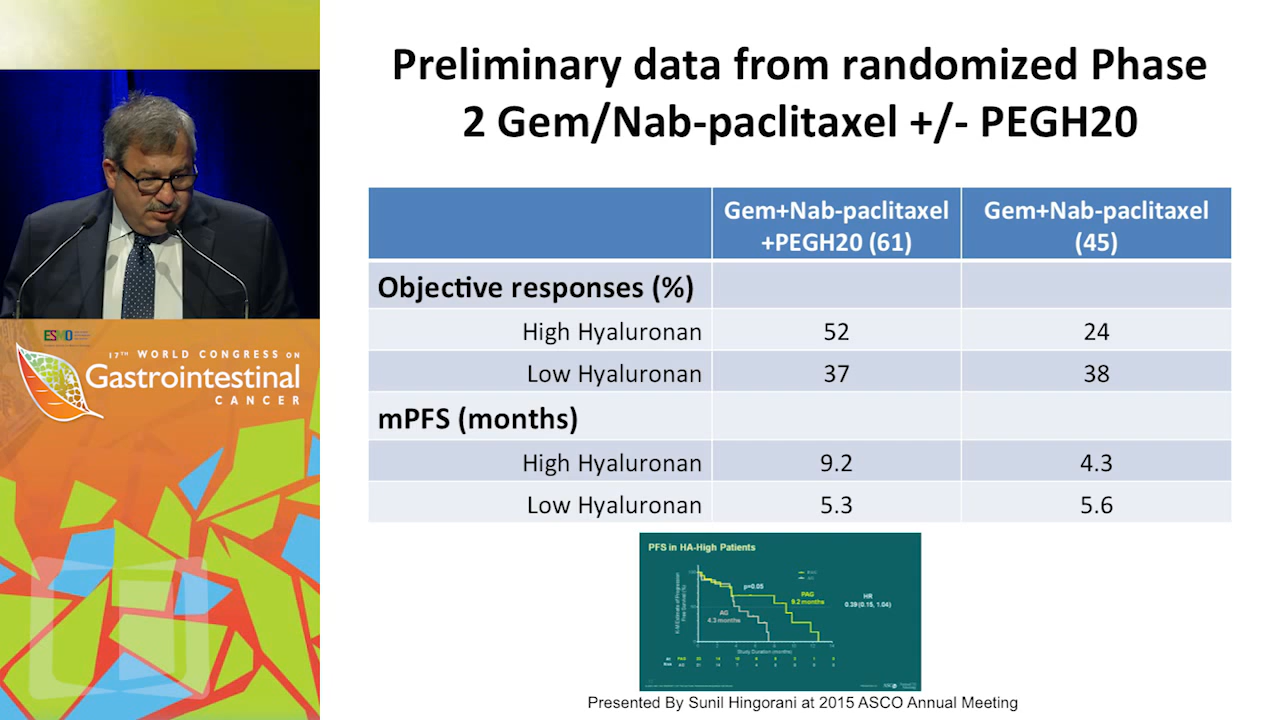 Preliminary data from randomized Phase
2 Gem/Nab-paclitaxel +/- PEGH20
Gem+Nab-paclitaxel
+PEGH20 (61)
Gem+Nab-paclitaxel
(45)
Objective responses (%)
High Hyaluronan 52 24
Low Hyaluronan 37 38
mPFS (months)
High Hyaluronan 9.2 4.3
Low Hyaluronan 5.3 5.6
PFS in HA-High Patients
p=0.05
PAG
9.2 months
HR
0.39 (0.15, 1.04)
AG
4.3 months
Study Duration (months)
Presented By Sunil Hingorani at 2015 ASCO Annual Meeting
ESMO
17TH WORLD CONGRESS ON
Gastrointestinal
CANCER